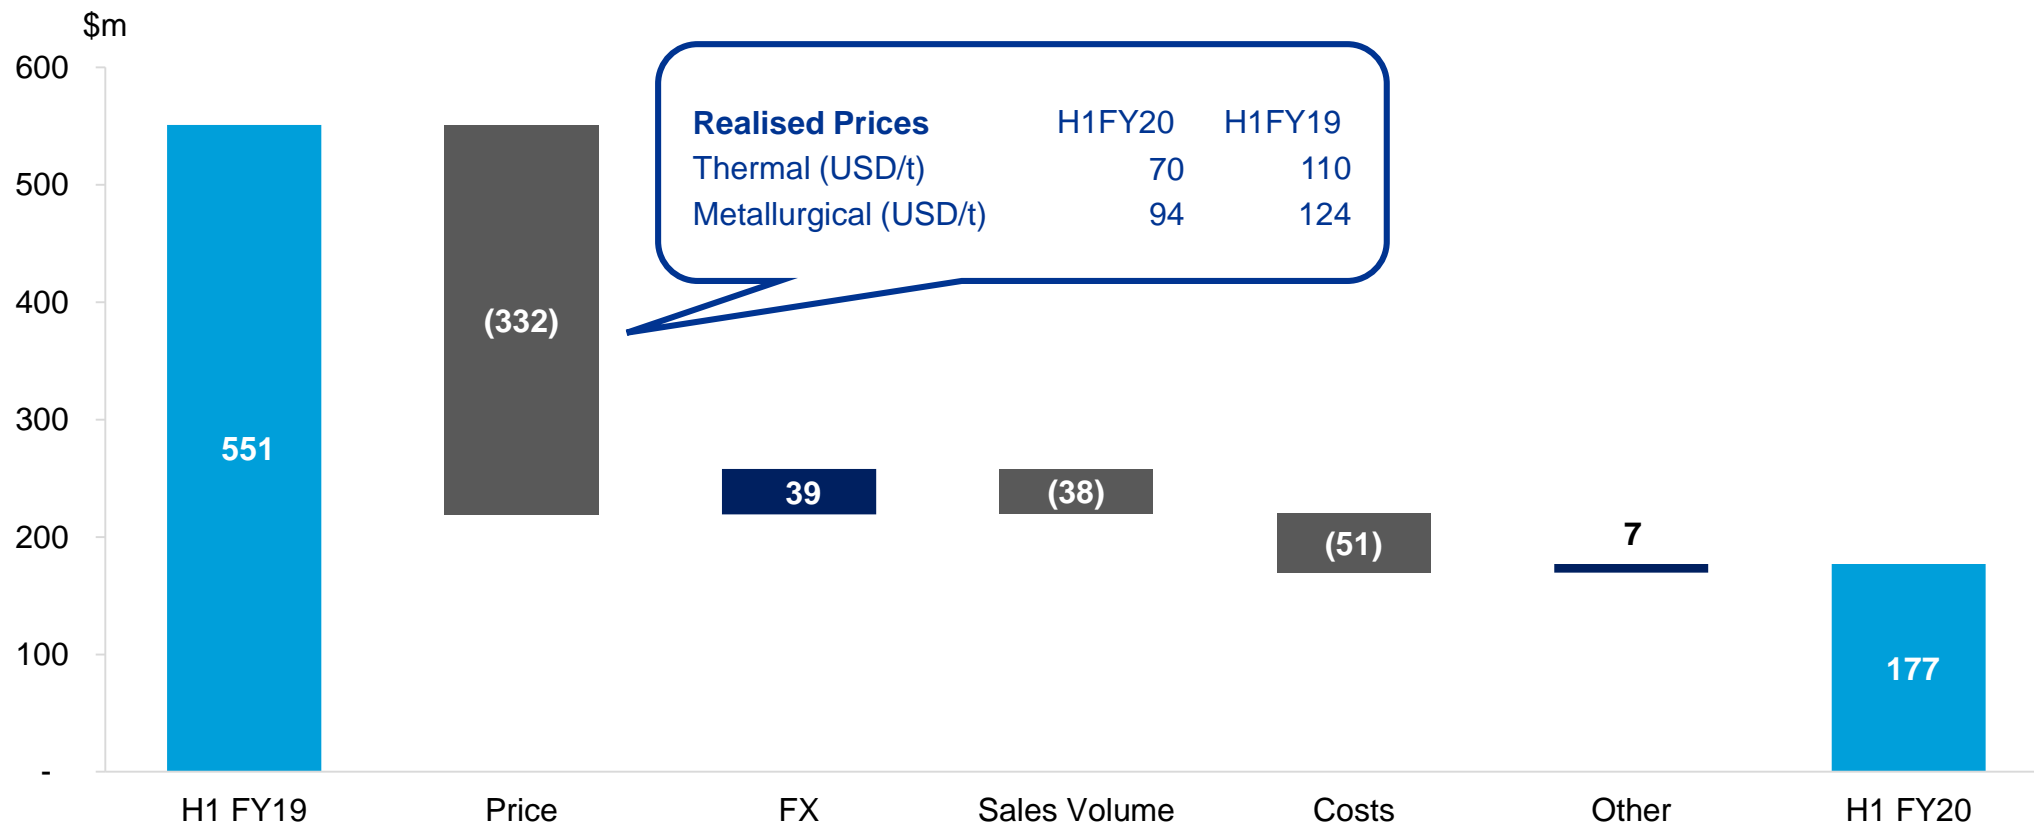 $m
600
500
400
300
200
100
-
Realised Prices H1FY20 H1FY19
Thermal (USD/t) 70 110
Metallurgical (USD/t) 94 124
551
(332)
39
(38)
(51)
7
177
H1 FY19 Price FX Sales Volume Costs Other H1 FY20